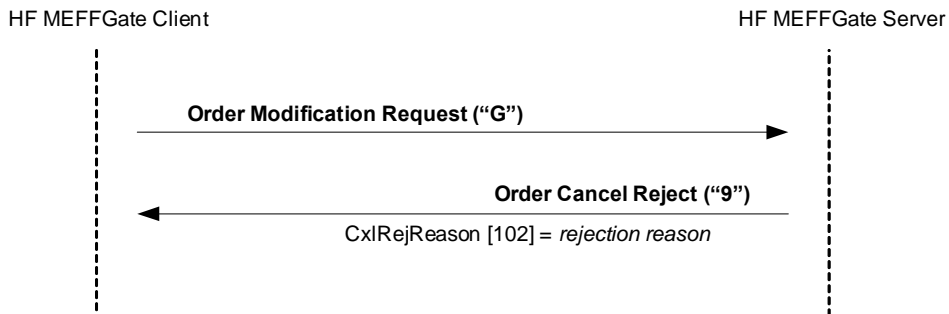 HF MEFFGate Client
HF MEFFGate Server
Order Modification Request (“G”)
Order Cancel Reject (“9”)
CxlRejReason [102] = rejection reason